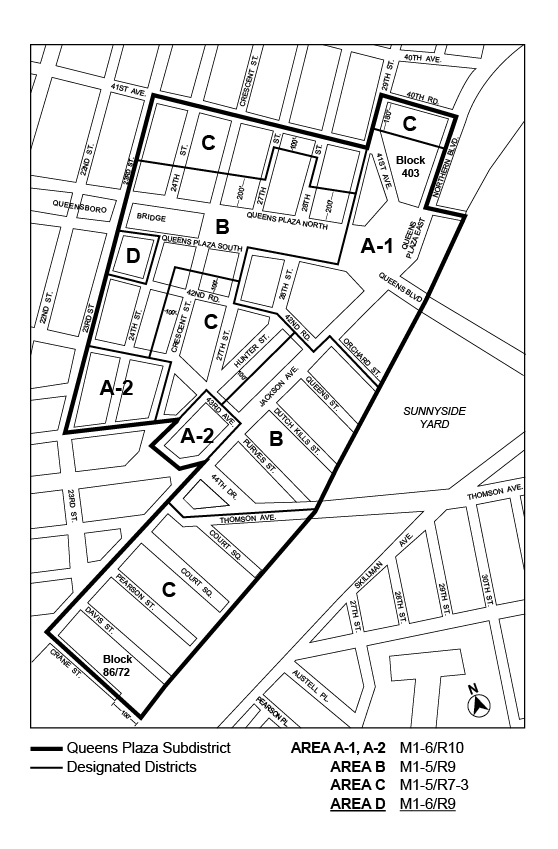 40TH AVE.
29TH ST.
CRESCENT ST.
41ST AVE.
40TH RD.
C
180'
NORTHERN BLVD
Block
403
41ST AVE.
22ND ST.
23RD ST.
C
24TH ST.
ST.
100'
ST.
200'
27TH
28TH
200'
QUEENSBORO
BRIDGE
B
QUEENS PLAZA NORTH
QUEENS PLAZA SOUTH
A-1
QUEENS
PLAZA EAST
QUEENS BLVD
D
28TH ST.
100'
42ND RD.
22ND ST.
23RD ST
24TH ST.
100'
CRESCENT ST.
C
27TH ST.
42ND RD.
HUNTER ST.
ORCHARD ST.
100'
A-2
JACKSON AVE.
QUEENS ST.
43RD AVE.
A-2
DUTCH KILLS ST.
B
PURVES ST.
SUNNYSIDE
YARD
44TH DR.
23RD ST.
THOMSON AVE.
THOMSON AVE.
COURT SQ.
COURT SQ.
SKILLMAN AVE.
PEARSON ST.
C
27TH ST.
28TH ST.
29TH ST.
30TH ST.
DAVIS ST.
CRANE ST.
Block
86/72
100'
AUSTELL PL.
PEARSON PL.
N
Queens Plaza Subdistrict
Designated Districts
AREA A-1, A-2 M1-6/R10
AREA B M1-5/R9
AREA C M1-5/R7-3
AREA D M1-6/R9